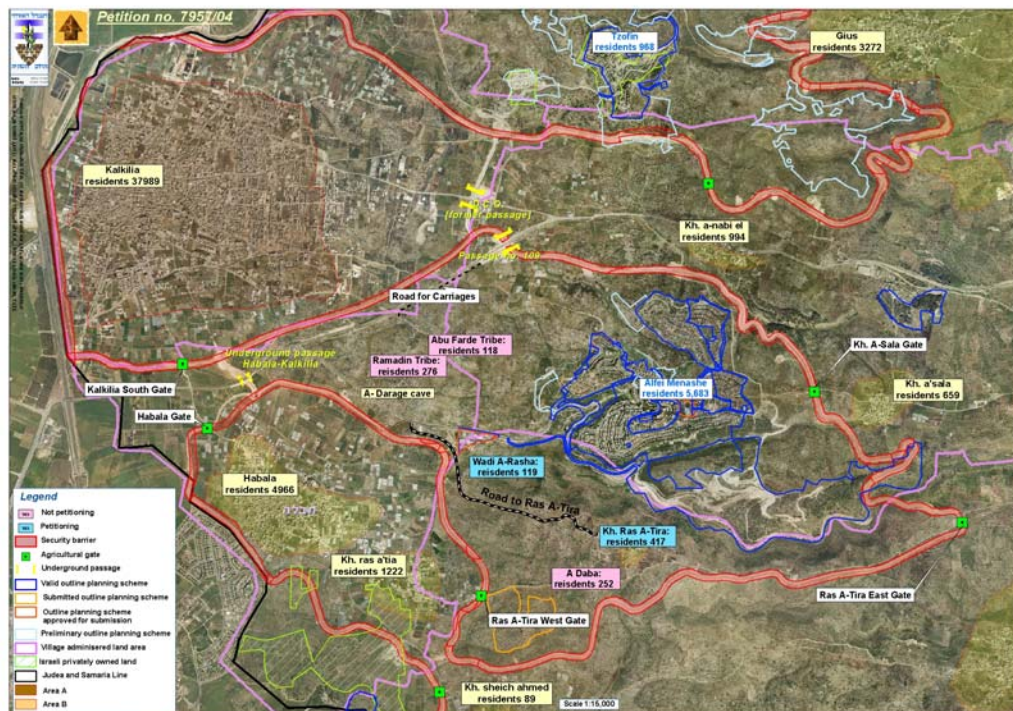 Petition no. 7957/04
Tzofin
residents 968
Gius
residents 3272
Kalkilia
residents 37989
D.C.O.
(former passage)
Kh. a-nabi el
residents 994
Passage No. 109
Road for Carriages
Abu Farde Tribe:
residents 118
Ramadin Tribe:
reisdents 276
Underground passage
Habala-Kalkilia
Kh. A-Sala Gate
Kalkilia South Gate
A- Darage cave
Alfei Menashe
residents 5,683
Kh. a'sala
residents 659
Habala Gate
Wadi A-Rasha:
reisdents 119
Habala
residents 4966
Road to Ras A-Tira
Kh. Ras A-Tira:
residents 417
Kh. ras a'tia
residents 1222
A Daba:
reisdents 252
Ras A-Tira East Gate
Ras A-Tira West Gate
Kh. sheich ahmed
residents 89
Scale 1:15,000
Legend
Not petitioning
Petitioning
Security barrier
Agricultural gate
Underground passage
Valid outline planning scheme
Submitted outline planning scheme
Outline planning scheme
approved for submission
Preliminary outline planning scheme
Village adminisered land area
Israeli privately owned land
Judea and Samaria Line
Area A
Area B